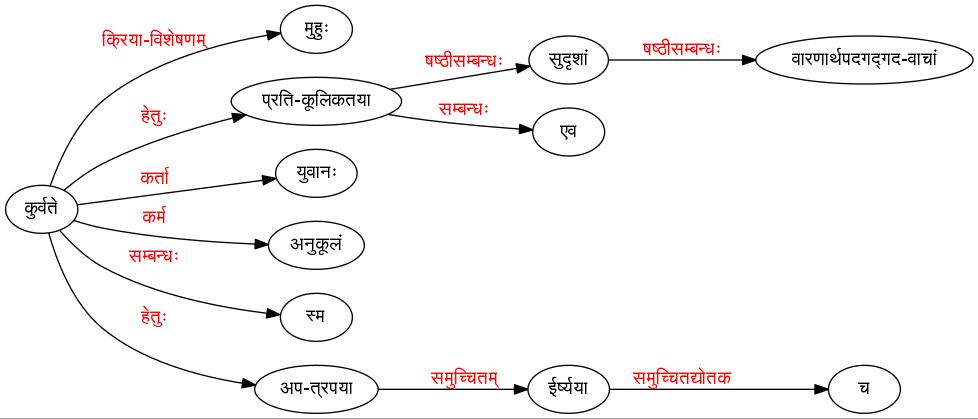 मुहुः
क्रिया-विशेषणम्
षष्ठीसम्बन्धः
षष्ठीसम्बन्धः
सुदृशां
वारणार्थपदगद्गद-वाचां
प्रति-कूलिकतया
हेतुः
सम्बन्धः
एव
कर्ता
युवानः
कुर्वते
कर्म
अनुकूलं
सम्बन्धः
स्म
हेतुः
अप-त्रपया
समुच्चितम्
ईर्ष्यया
समुच्चितद्योतक
च